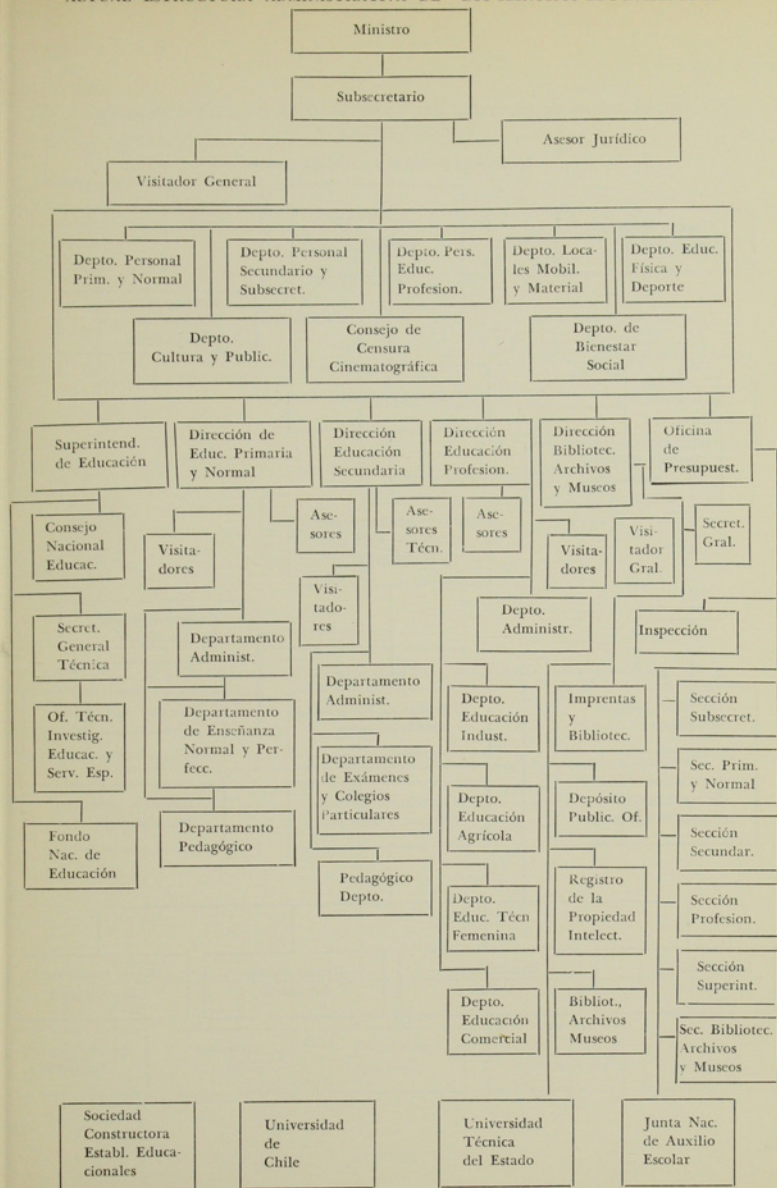 Ministro
Subsecretario
Asesor Jurídico
Visitador General
Depto. Personal
Prim. y Normal
Depto. Personal
Secundario y
Subsecret.
Depto. Pers.
Educ.
Profesion.
Depto. Loca-
les Mobil.
y Material
Depto. Educ.
Física y
Deporte
Depto.
Cultura y Public.
Consejo de
Censura
Cinematográfica
Depto. de
Bienestar
Social
Superintend.
de Educación
Dirección de
Educ. Primaria
y Normal
Dirección
Educación
Secundaria
Dirección
Educación
Profesion.
Dirección
Bibliotec.
Archivos
y Museos
Oficina
de
Presupuest.
Consejo
Nacional
Educac.
Visita-
dores
Ase-
sores
Ase-
sores
Técn.
Ase-
sores
Visita-
dores
Visi-
tador
Gral.
Secret.
Gral.
Visi-
tado-
res
Secret.
General
Técnica
Departamento
Administ.
Depto.
Administr.
Inspección
Of. Técn.
Investig.
Educac. y
Serv. Esp.
Departamento
de Enseñanza
Normal y Per-
fecc.
Departamento
Administ.
Depto.
Educación
Indust.
Imprentas
y
Bibliotec.
Sección
Subsecret.
Departamento
de Exámenes
y Colegios
Particulares
Sec. Prim.
y Normal
Fondo
Nac. de
Educación
Departamento
Pedagógico
Depto.
Educación
Agrícola
Depósito
Public. Of.
Sección
Secundar.
Pedagógico
Depto.
Depto.
Educ. Técn
Femenina
Registro
de la
Propiedad
Intelect.
Sección
Profesion.
Sección
Superint.
Depto.
Educación
Comercial
Bibliot.,
Archivos
Museos
Sec. Bibliotec.
Archivos
y Museos
Sociedad
Constructora
Establ. Educa-
cionales
Universidad
de
Chile
Universidad
Técnica
del Estado
Junta Nac.
de Auxilio
Escolar